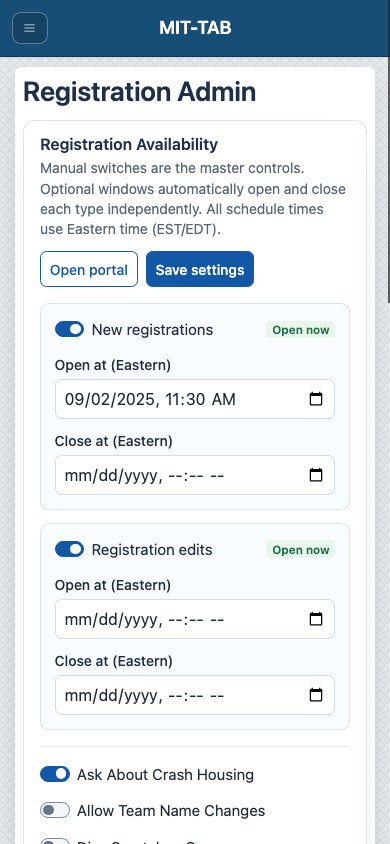 MIT-TAB
Registration Admin
Registration Availability
Manual switches are the master controls.
Optional windows automatically open and close
each type independently. All schedule times
use Eastern time (EST/EDT).
Open portal
Save settings
New registrations
Open now
Open at (Eastern)
09/02/2025, 11:30 AM
Close at (Eastern)
mm/dd/yyyy, --:-- --
Registration edits
Open now
Open at (Eastern)
mm/dd/yyyy, --:-- --
Close at (Eastern)
mm/dd/yyyy, --:-- --
Ask About Crash Housing
Allow Team Name Changes